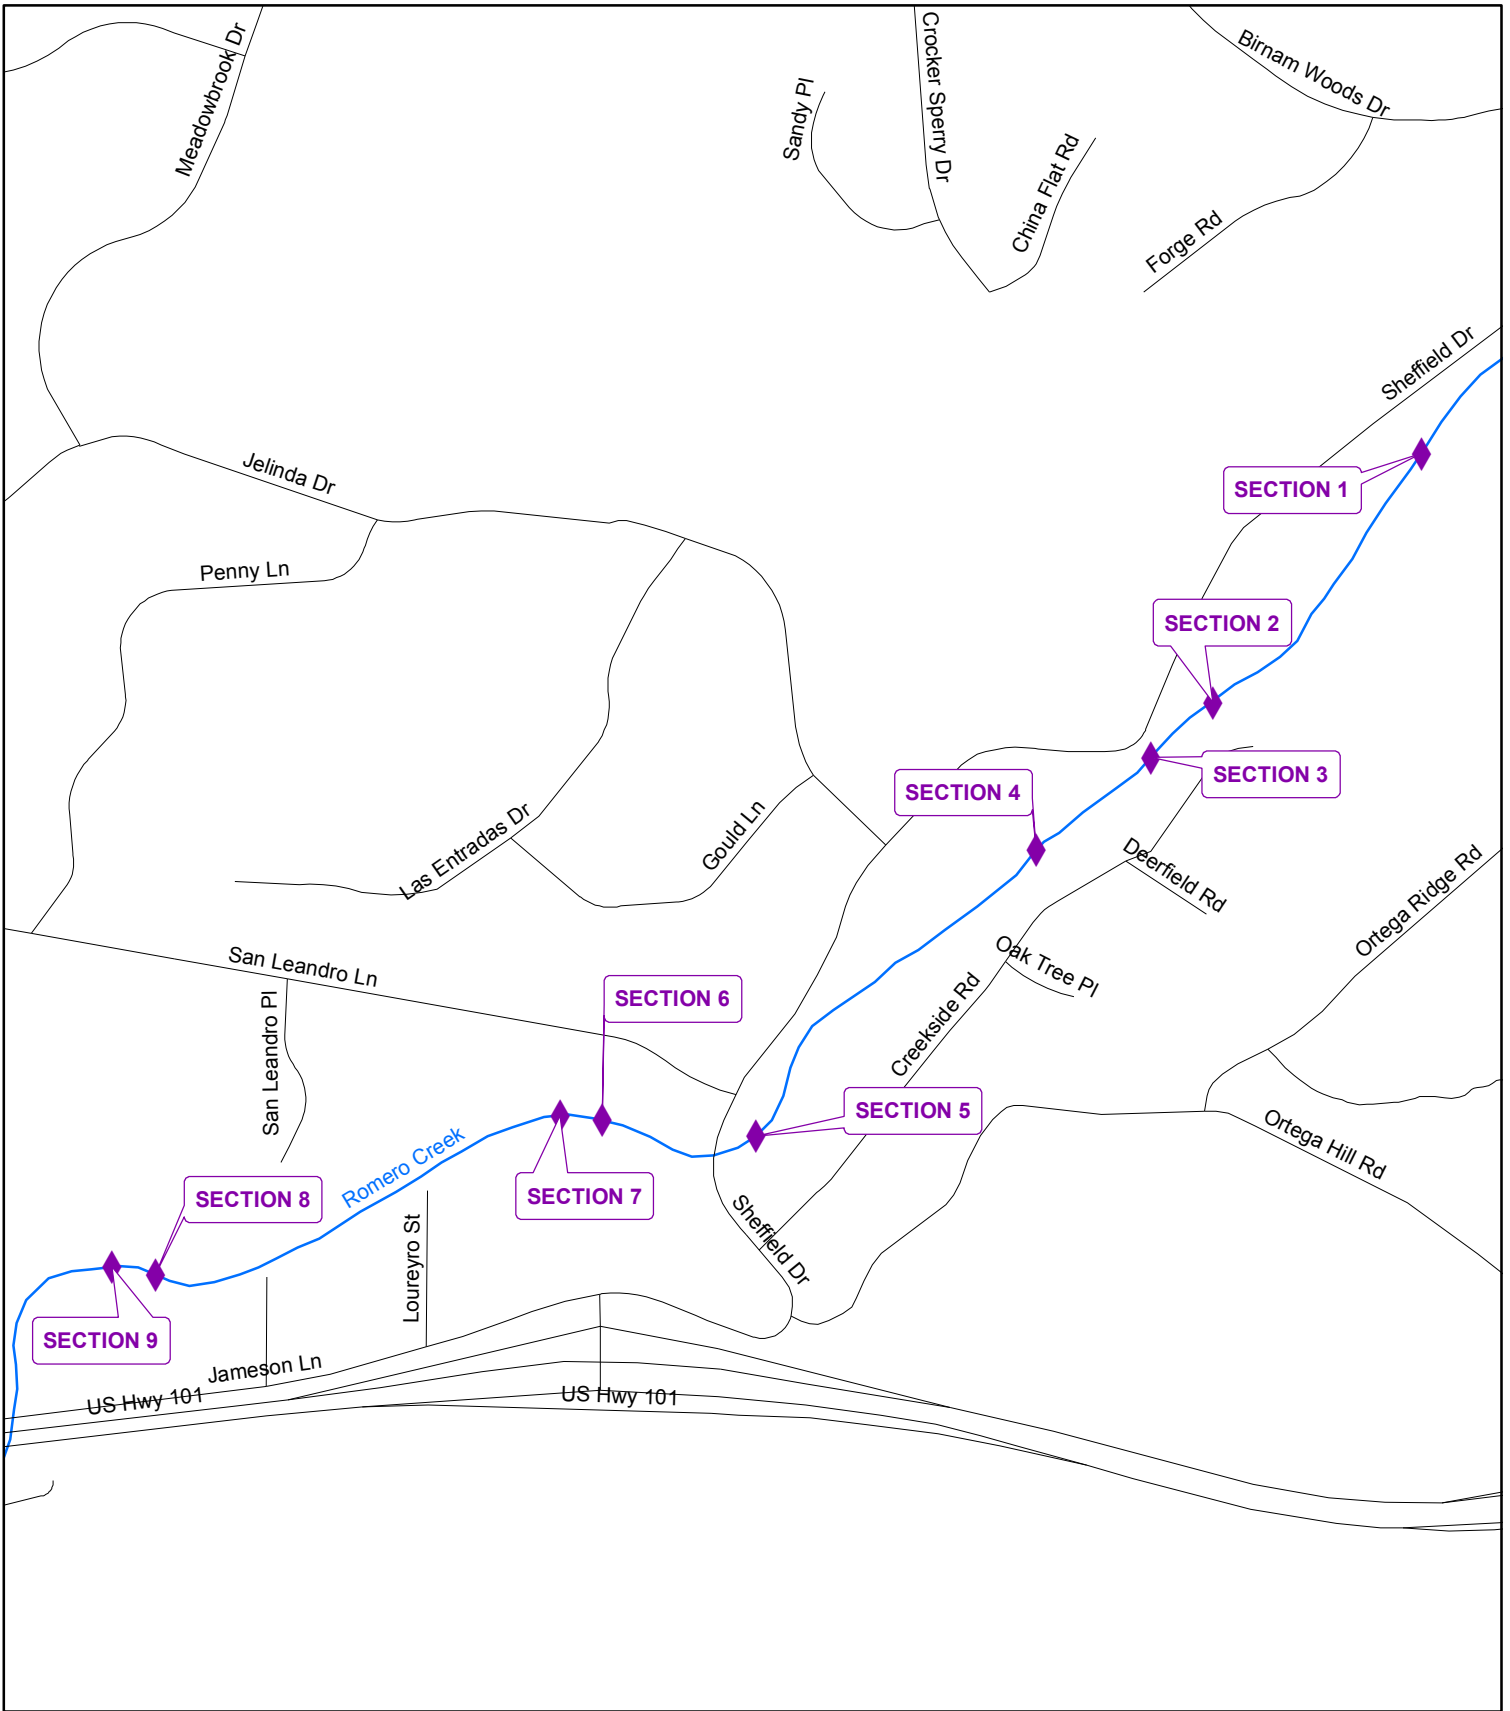 Meadowbrook Dr
Sandy Pl
Crocker Sperry Dr
China Flat Rd
Birnam Woods Dr
Forge Rd
Sheffield Dr
Jelinda Dr
SECTION 1
Penny Ln
SECTION 2
SECTION 3
SECTION 4
Las Entradas Dr
Gould Ln
Deerfield Rd
Ortega Ridge Rd
San Leandro Ln
Oak Tree Pl
SECTION 6
San Leandro Pl
Creekside Rd
SECTION 5
Romero Creek
Ortega Hill Rd
SECTION 8
SECTION 7
Sheffield Dr
Loureyro St
SECTION 9
Jameson Ln
US Hwy 101
US Hwy 101